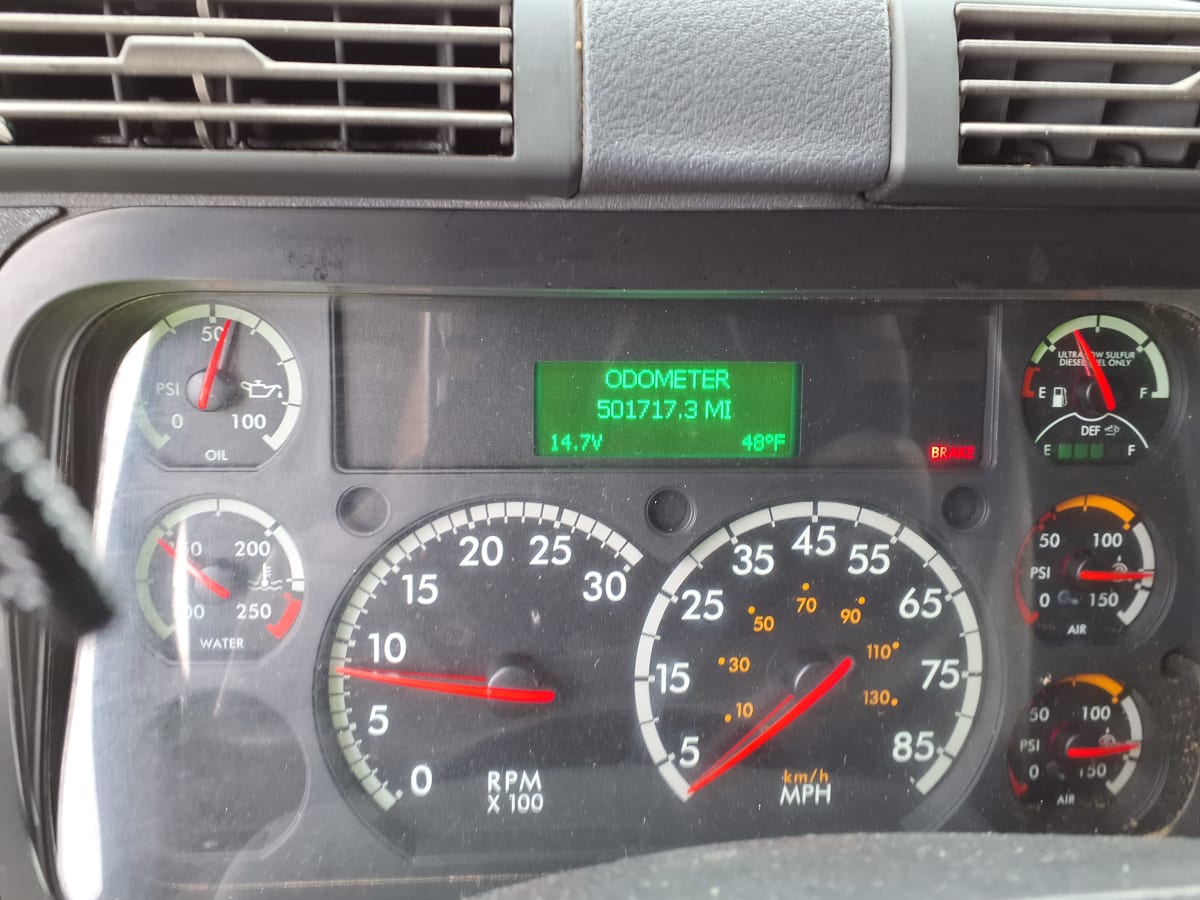 50
PSI
0 100
OIL
ODOMETER
501717.3 MI
14.7V 48°F
BRAKE
ULTRA LOW SULFUR
DIESEL FUEL ONLY
E F
DEF
E F
200
250
WATER
0
5
10
15
20
25
30
RPM
X 100
5
15
25
35
45
55
65
75
85
10
30
50
70
90
110
130
km/h
MPH
50 100
PSI
0 150
AIR
50 100
PSI
0 150
AIR